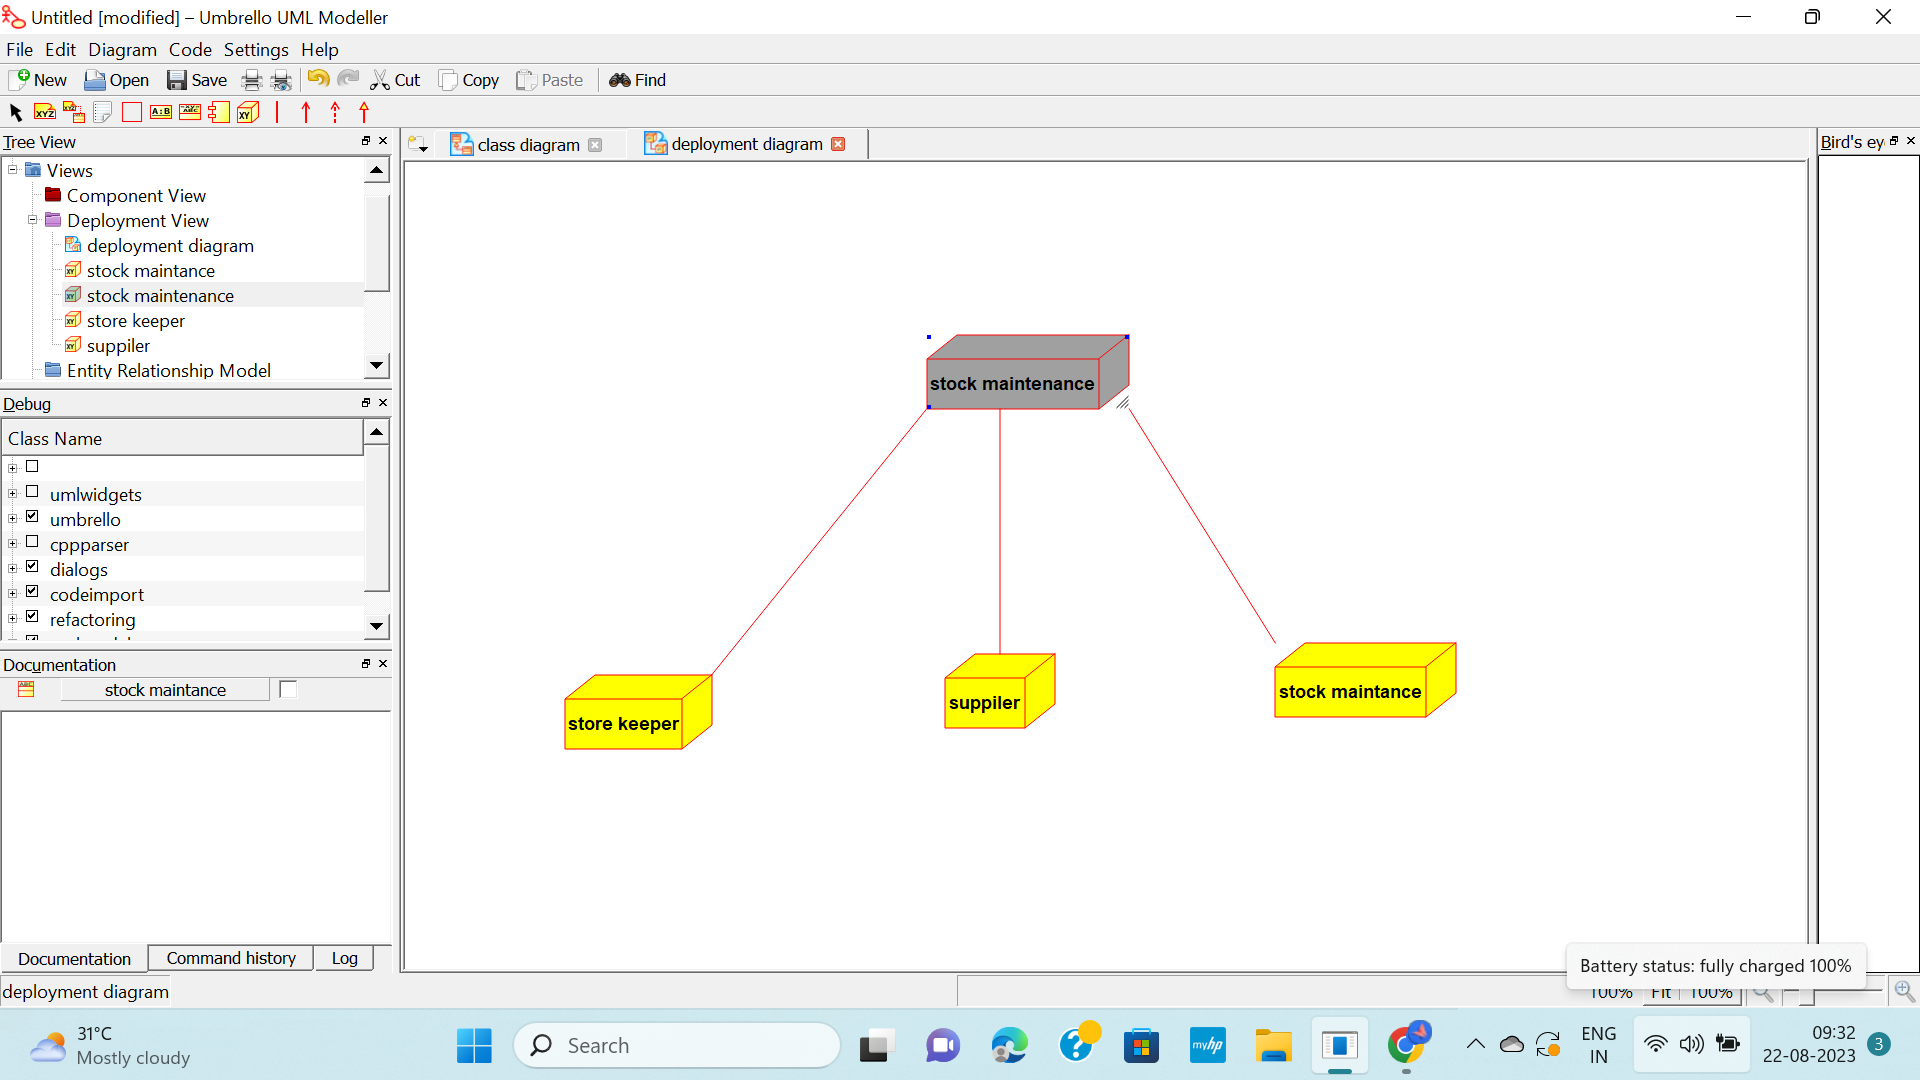 Untitled [modified] – Umbrello UML Modeller
File Edit Diagram Code Settings Help
New Open Save Cut Copy Paste Find
Tree View
Views
Component View
Deployment View
deployment diagram
stock maintance
stock maintenance
store keeper
suppiler
Entity Relationship Model
Debug
Class Name
umlwidgets
umbrello
cppparser
dialogs
codeimport
refactoring
Documentation
stock maintance
Documentation Command history Log
deployment diagram
class diagram deployment diagram
stock maintenance
store keeper
suppiler
stock maintance
Bird's ey
Battery status: fully charged 100%
100% Fit 100%
31°C
Mostly cloudy
Search
myhp
ENG
IN
09:32
22-08-2023
3